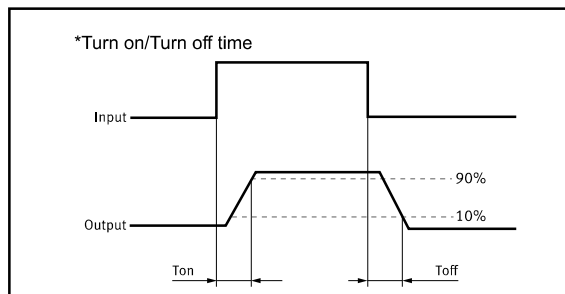 *Turn on/Turn off time
Input
90%
10%
Output
Ton
Toff